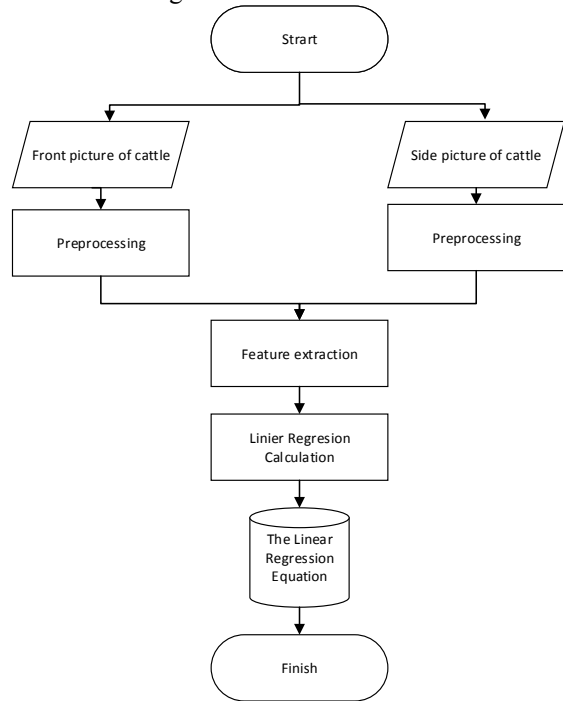 Strart
Front picture of cattle
Side picture of cattle
Preprocessing
Preprocessing
Feature extraction
Linier Regresion
Calculation
The Linear
Regression
Equation
Finish